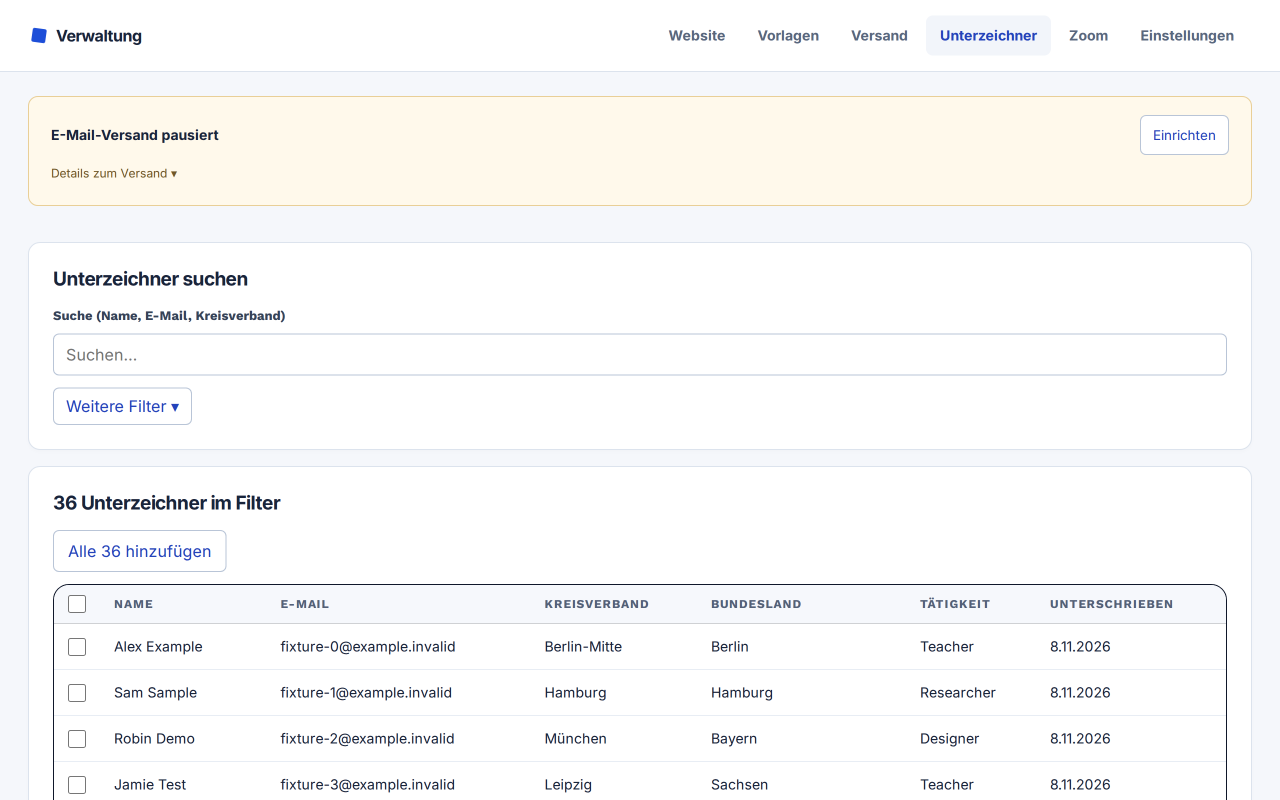 Verwaltung
Website Vorlagen Versand Unterzeichner Zoom Einstellungen
E-Mail-Versand pausiert
Einrichten
Details zum Versand ▾
Unterzeichner suchen
Suche (Name, E-Mail, Kreisverband)
Suchen...
Weitere Filter ▾
36 Unterzeichner im Filter
Alle 36 hinzufügen
NAME E-MAIL KREISVERBAND BUNDESLAND TÄTIGKEIT UNTERSCHRIEBEN
Alex Example fixture-0@example.invalid Berlin-Mitte Berlin Teacher 8.11.2026
Sam Sample fixture-1@example.invalid Hamburg Hamburg Researcher 8.11.2026
Robin Demo fixture-2@example.invalid München Bayern Designer 8.11.2026
Jamie Test fixture-3@example.invalid Leipzig Sachsen Teacher 8.11.2026